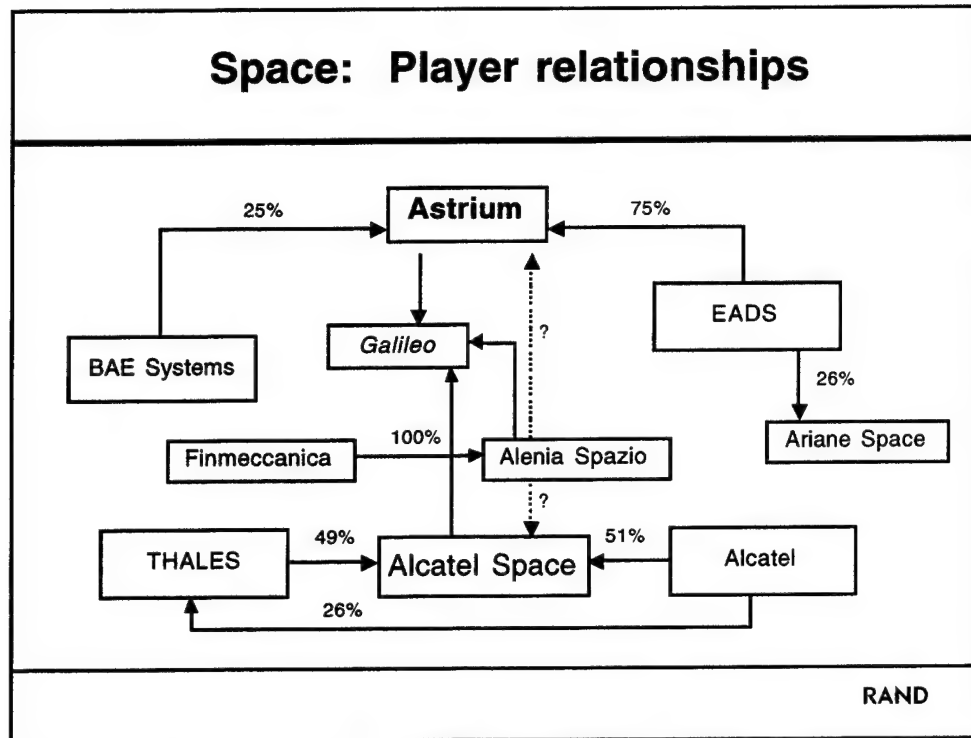 Space: Player relationships
25%
Astrium
75%
EADS
?
Galileo
BAE Systems
26%
100%
Ariane Space
Finmeccanica
Alenia Spazio
?
49%
51%
THALES
Alcatel Space
Alcatel
26%
RAND